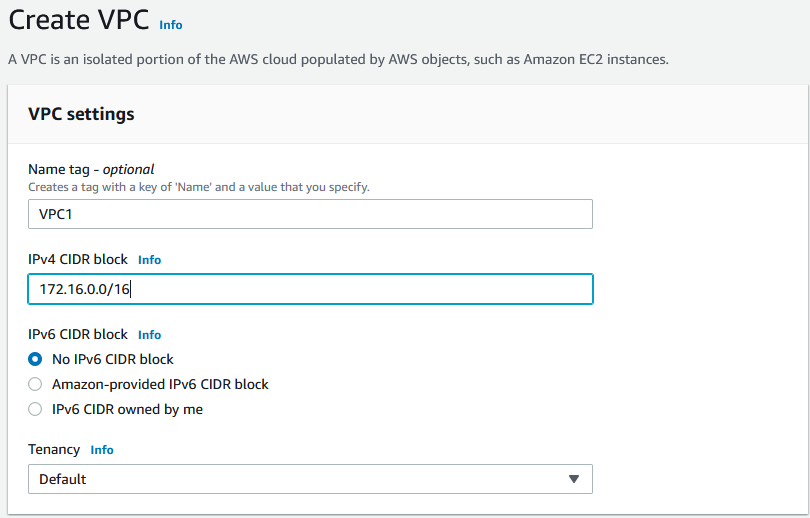 Create VPC Info
A VPC is an isolated portion of the AWS cloud populated by AWS objects, such as Amazon EC2 instances.
VPC settings
Name tag - optional
Creates a tag with a key of 'Name' and a value that you specify.
VPC1
IPv4 CIDR block Info
172.16.0.0/16
IPv6 CIDR block Info
No IPv6 CIDR block
Amazon-provided IPv6 CIDR block
IPv6 CIDR owned by me
Tenancy Info
Default